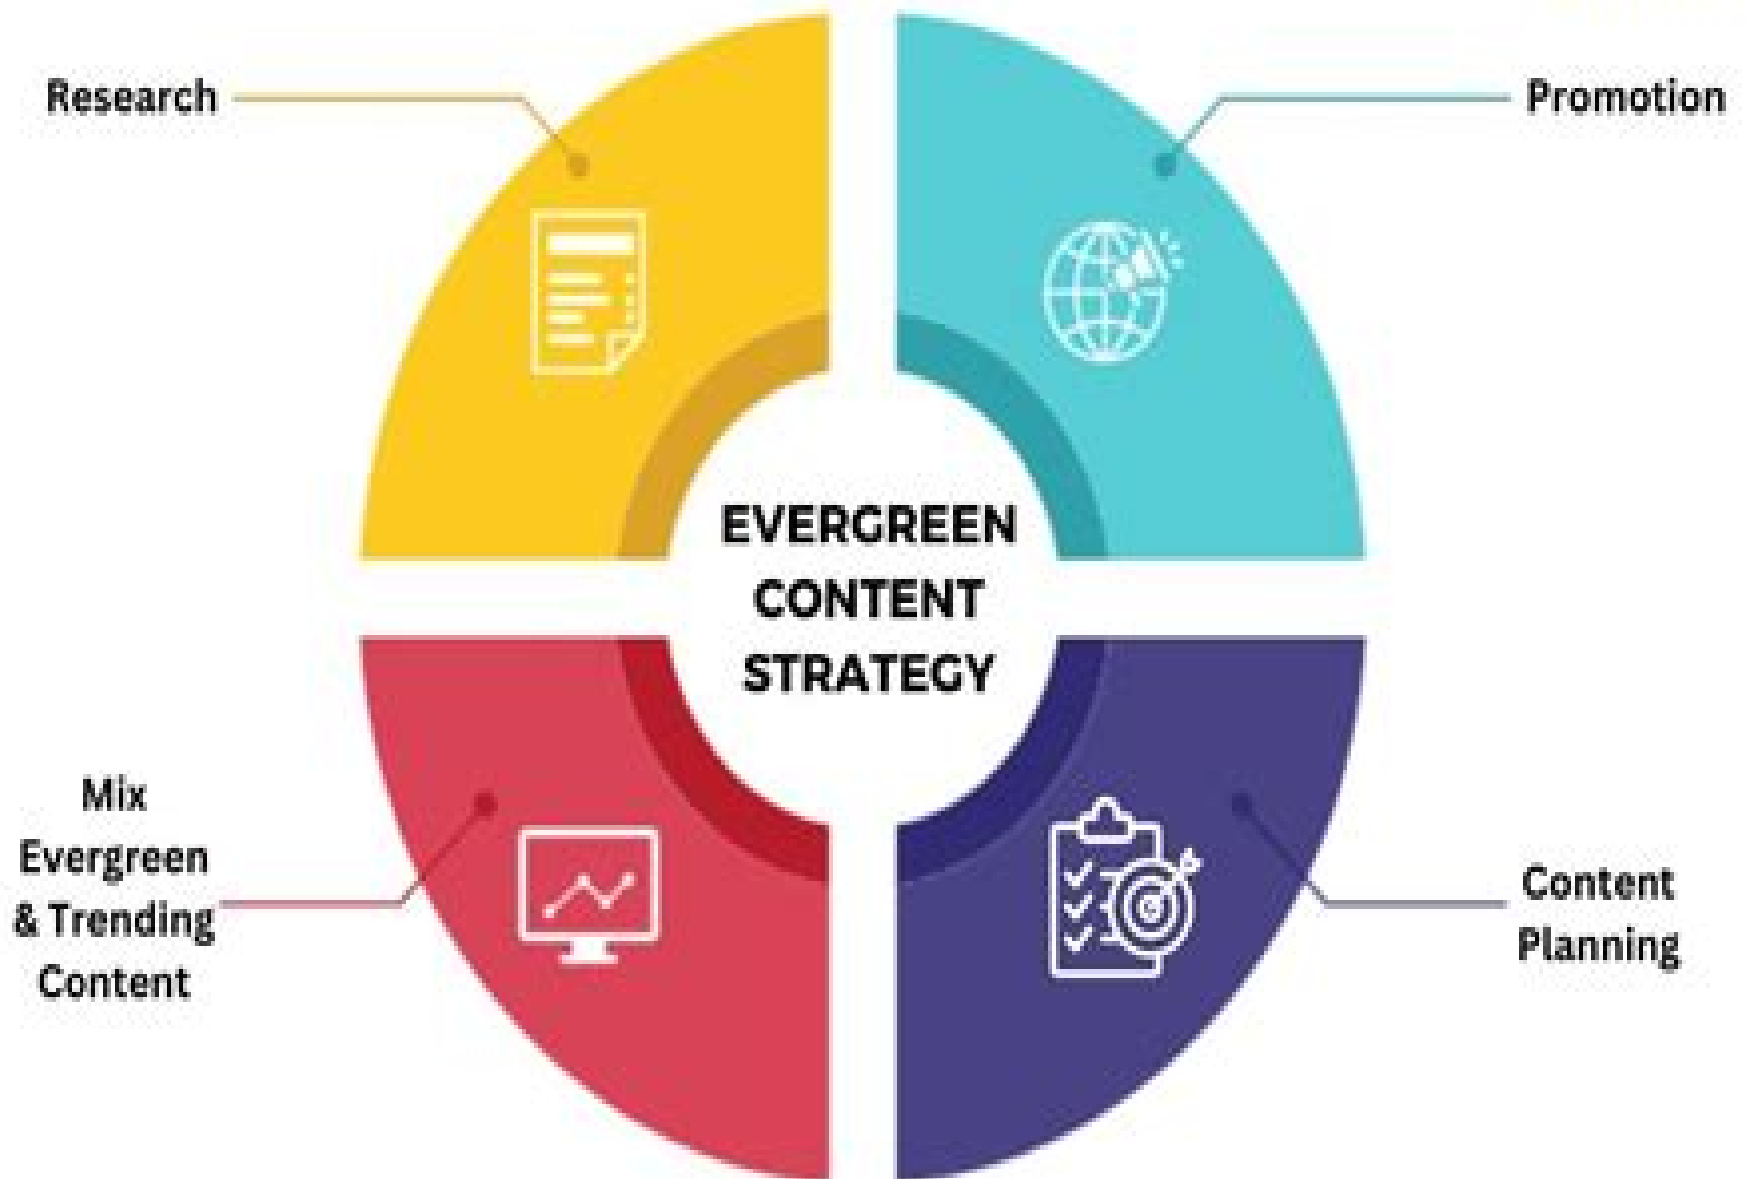 Research
Promotion
EVERGREEN
CONTENT
STRATEGY
Mix
Evergreen
& Trending
Content
Content
Planning